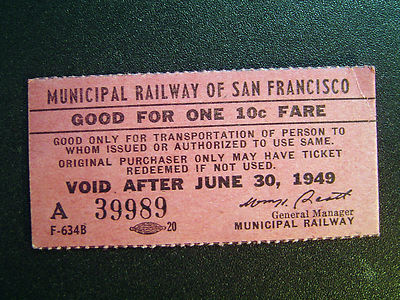 MUNICIPAL RAILWAY OF SAN FRANCISCO
GOOD FOR ONE 10c FARE
GOOD ONLY FOR TRANSPORTATION OF PERSON TO
WHOM ISSUED OR AUTHORIZED TO USE SAME.
ORIGINAL PURCHASER ONLY MAY HAVE TICKET
REDEEMED IF NOT USED.
VOID AFTER JUNE 30, 1949
A 39989
General Manager
F-634B 20 MUNICIPAL RAILWAY